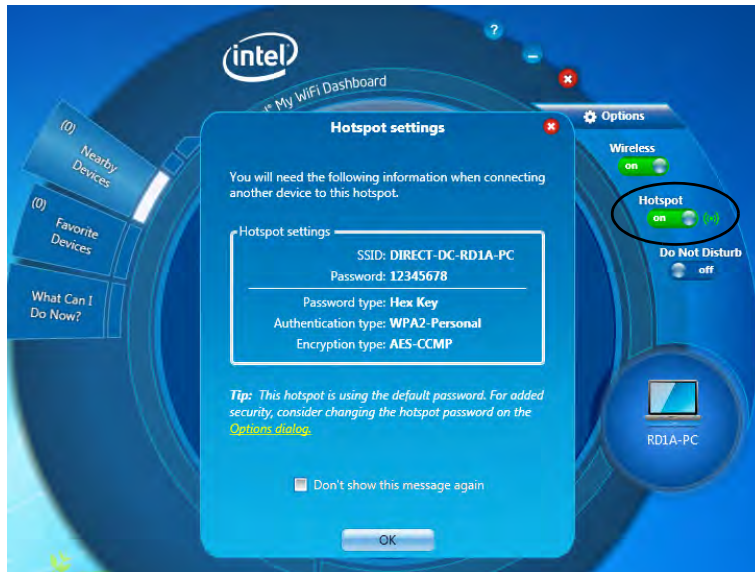 intel
?
My WiFi Dashboard
Options
Wireless
on
Hotspot
on
Do Not Disturb
off
(0)
Nearby
Devices
(0)
Favorite
Devices
What Can I
Do Now?
Hotspot settings
You will need the following information when connecting
another device to this hotspot.
Hotspot settings
SSID: DIRECT-DC-RD1A-PC
Password: 12345678
Password type: Hex Key
Authentication type: WPA2-Personal
Encryption type: AES-CCMP
Tip: This hotspot is using the default password. For added
security, consider changing the hotspot password on the
Options dialog.
Don't show this message again
OK
RD1A-PC